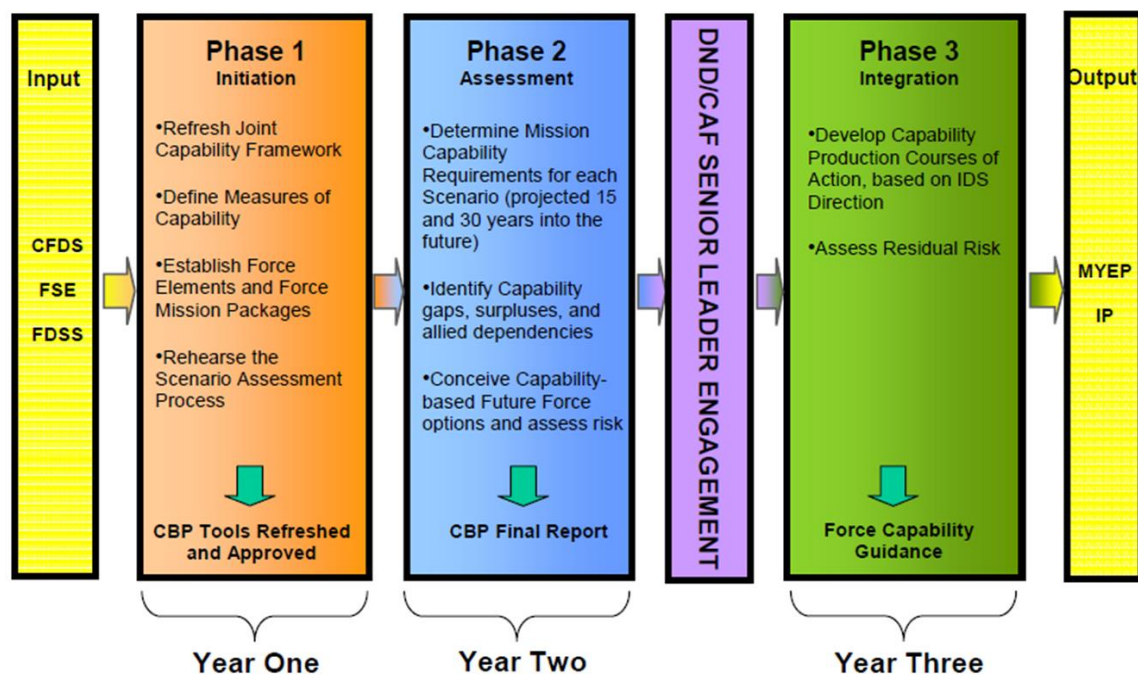 Input
CFDS
FSE
FDSS
Phase 1
Initiation
•Refresh Joint
Capability Framework
•Define Measures of
Capability
•Establish Force
Elements and Force
Mission Packages
•Rehearse the
Scenario Assessment
Process
CBP Tools Refreshed
and Approved
Year One
Phase 2
Assessment
•Determine Mission
Capability
Requirements for each
Scenario (projected 15
and 30 years into the
future)
•Identify Capability
gaps, surpluses, and
allied dependencies
•Conceive Capability-
based Future Force
options and assess risk
CBP Final Report
Year Two
DND/CAF SENIOR LEADER ENGAGEMENT
Phase 3
Integration
•Develop Capability
Production Courses of
Action, based on IDS
Direction
•Assess Residual Risk
Force Capability
Guidance
Year Three
Output
MYEP
IP